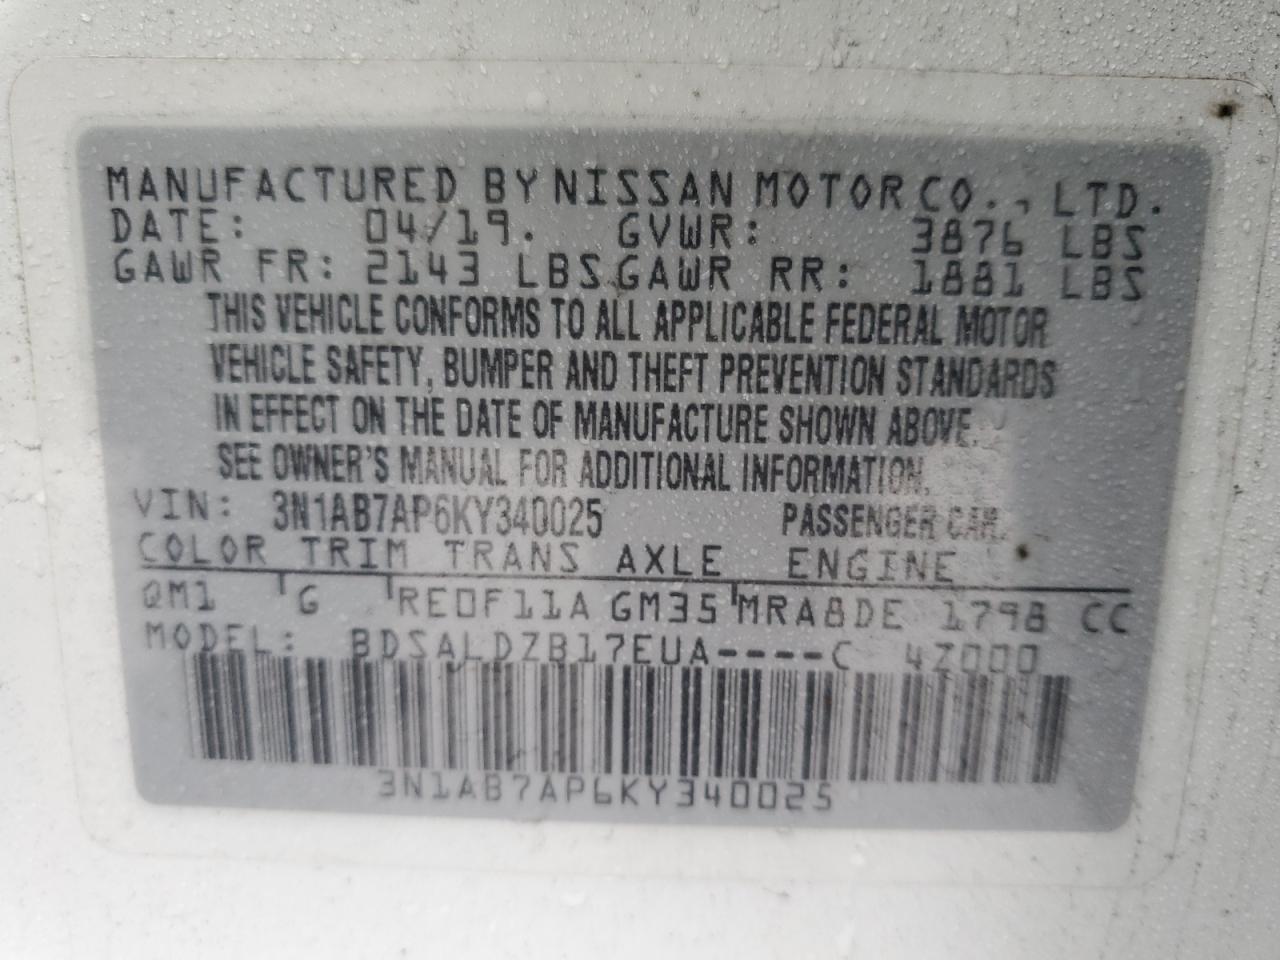 MANUFACTURED BY NISSAN MOTOR CO., LTD.
DATE: 04/19. GVWR: 3876 LBS
GAWR FR: 2143 LBS GAWR RR: 1881 LBS
THIS VEHICLE CONFORMS TO ALL APPLICABLE FEDERAL MOTOR
VEHICLE SAFETY, BUMPER AND THEFT PREVENTION STANDARDS
IN EFFECT ON THE DATE OF MANUFACTURE SHOWN ABOVE.
SEE OWNER'S MANUAL FOR ADDITIONAL INFORMATION.
VIN: 3N1AB7AP6KY340025 PASSENGER CAR.
COLOR TRIM TRANS AXLE ENGINE
QM1 G RE0F11A GM35 MRA8DE 1798 CC
MODEL: BDSALDZB17EUA----C 4Z000
3N1AB7AP6KY340025